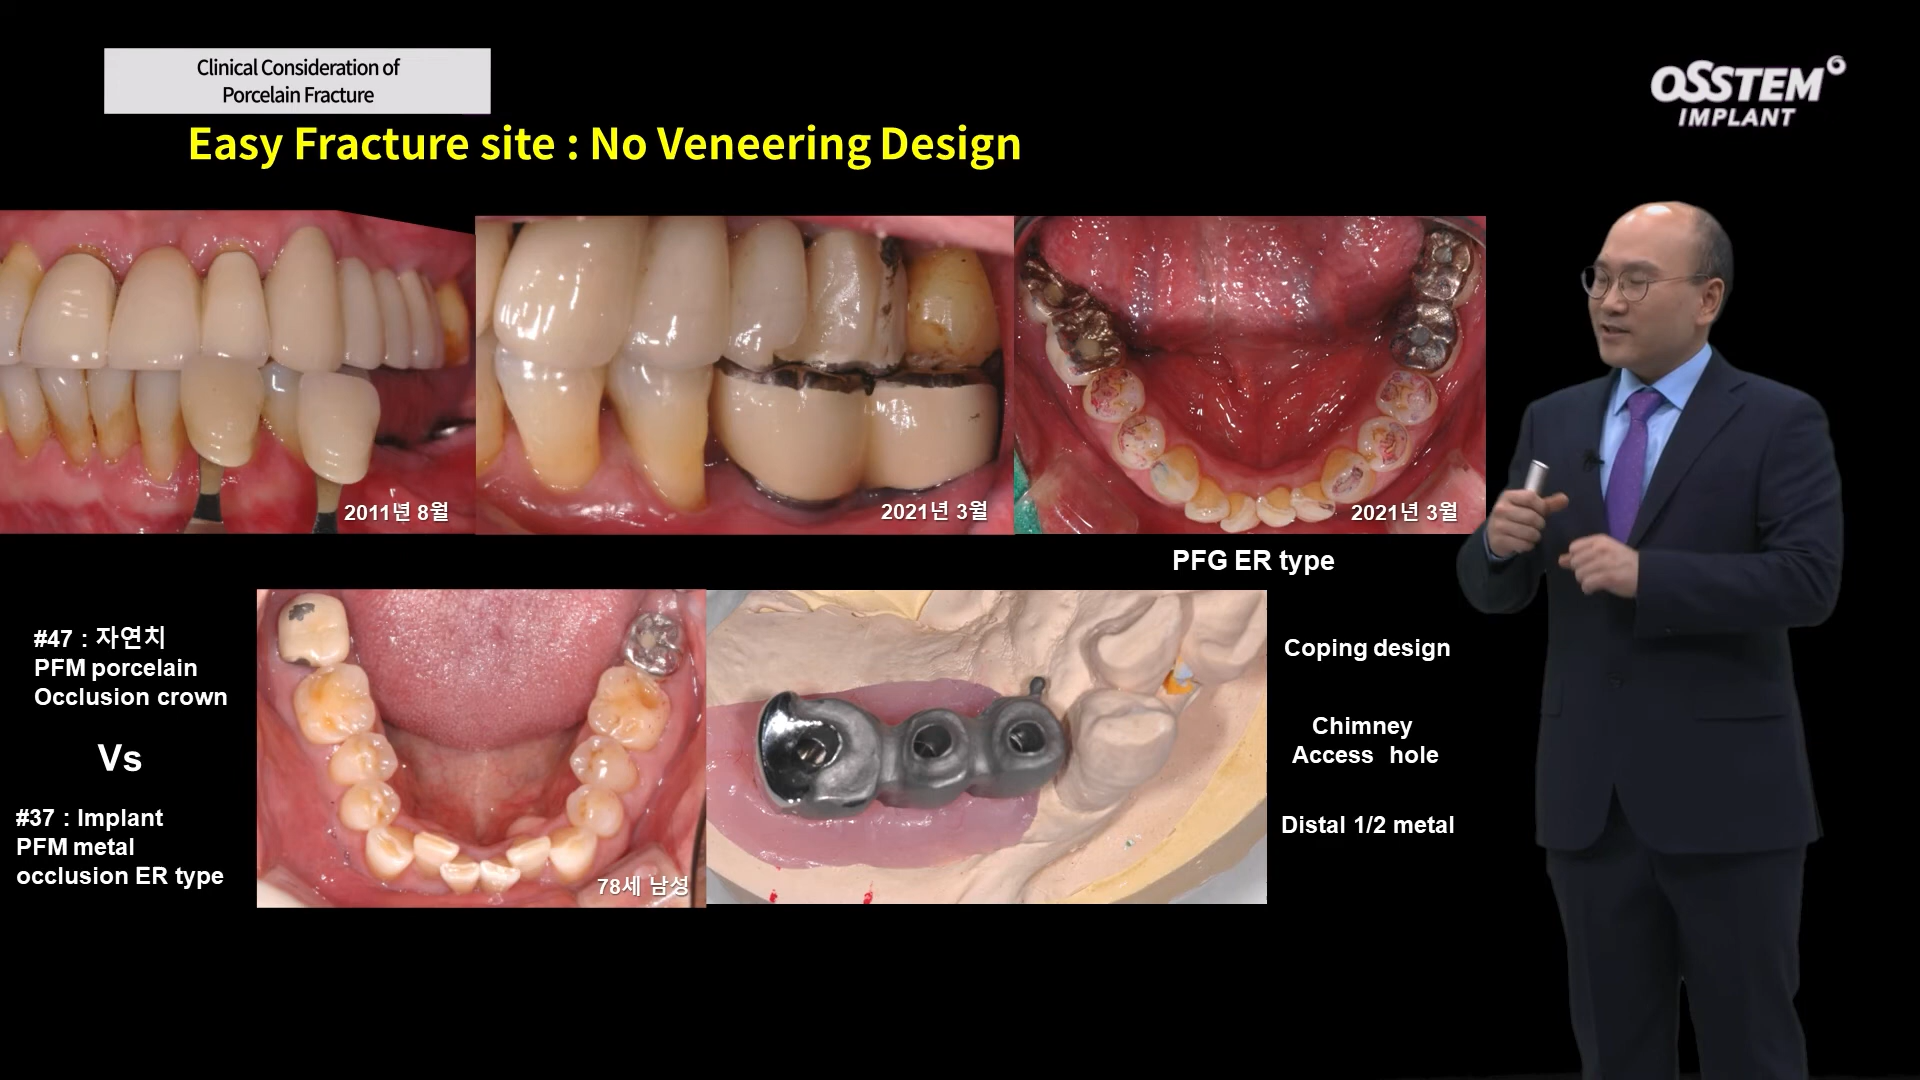 Clinical Consideration of
Porcelain Fracture
OSSTEM
IMPLANT
Easy Fracture site : No Veneering Design
2011년 8월
2021년 3월
2021년 3월
PFG ER type
#47 : 자연치
PFM porcelain
Occlusion crown
Vs
#37 : Implant
PFM metal
occlusion ER type
78세 남성
Coping design
Chimney
Access hole
Distal 1/2 metal